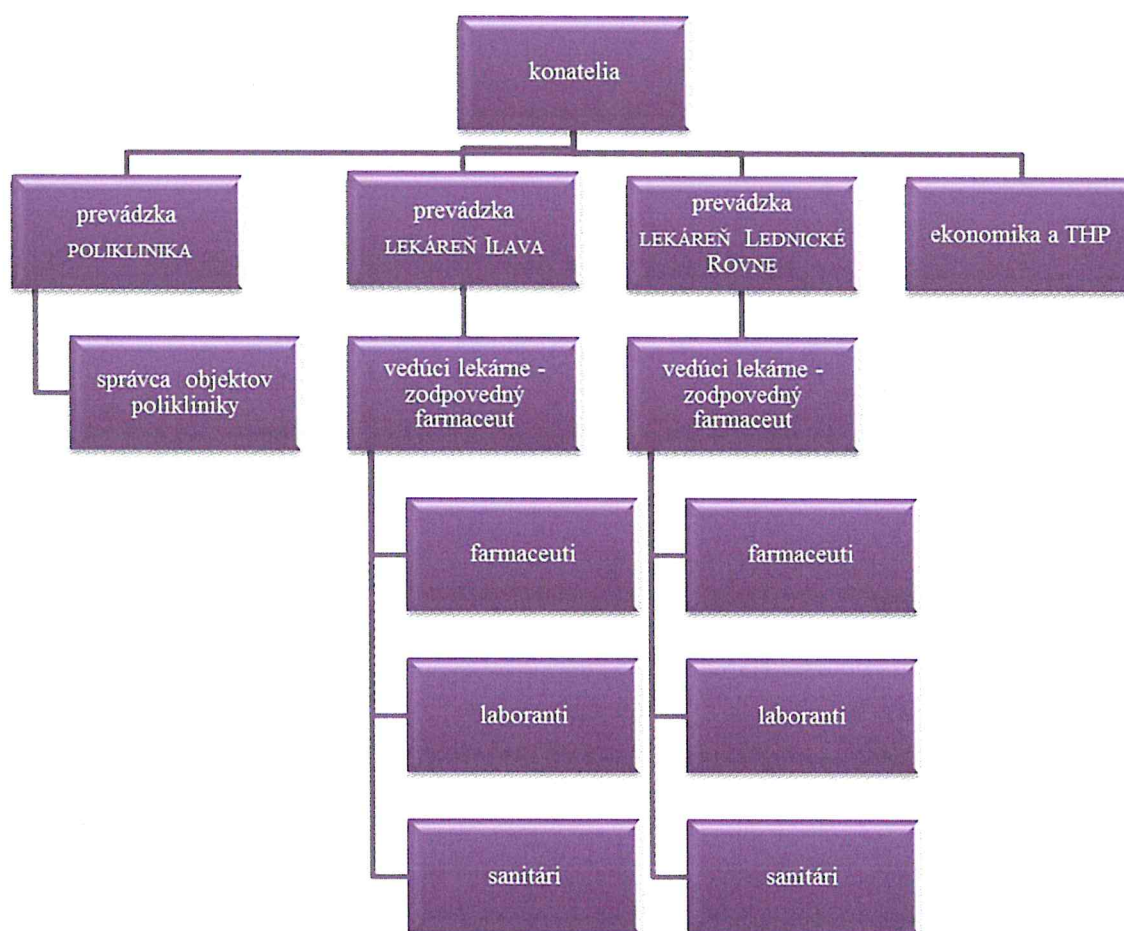 konatelia
prevádzka
POLIKLINIKA
prevádzka
LEKÁREŇ ILAVA
prevádzka
LEKÁREŇ LEDNICKÉ
ROVNE
ekonomika a THP
správca objektov
polikliniky
vedúci lekárne -
zodpovedný
farmaceut
vedúci lekárne -
zodpovedný
farmaceut
farmaceuti
farmaceuti
laboranti
laboranti
sanitári
sanitári